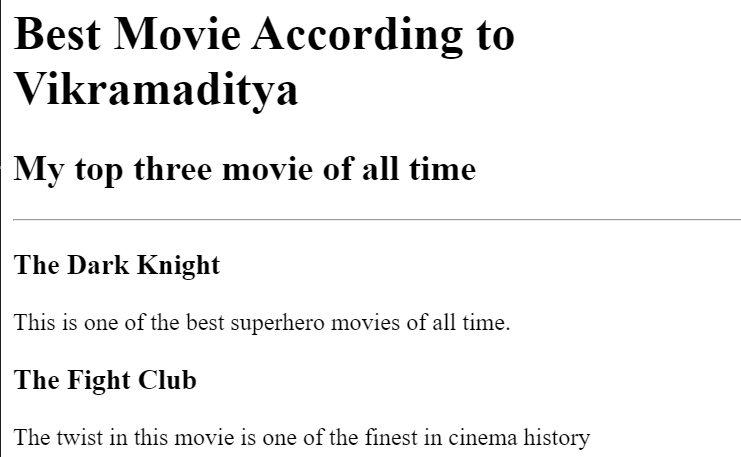 Best Movie According to
Vikramaditya
My top three movie of all time
The Dark Knight
This is one of the best superhero movies of all time.
The Fight Club
The twist in this movie is one of the finest in cinema history